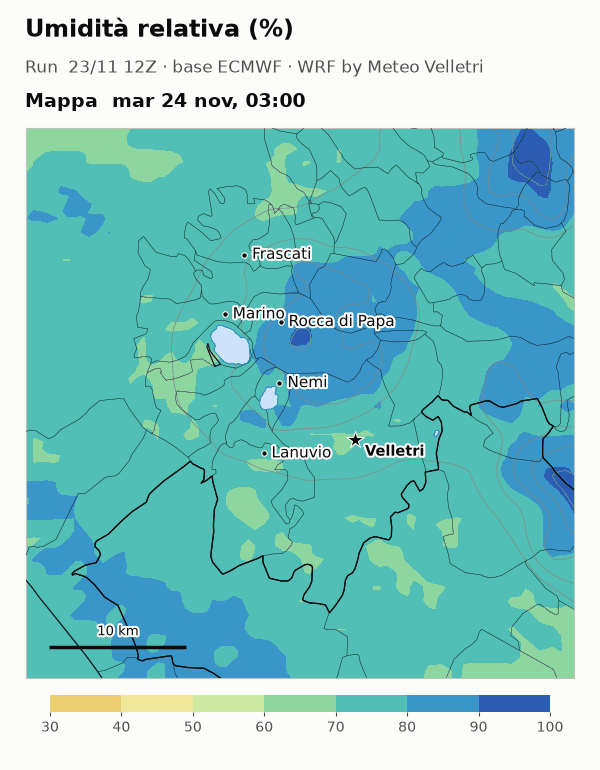 Umidità relativa (%)
Run  23/11 12Z · base ECMWF · WRF by Meteo Velletri
Mappa  mar 24 nov, 03:00
Frascati
Marino
Rocca di Papa
Nemi
Velletri
Lanuvio
10 km
30 40 50 60 70 80 90 100